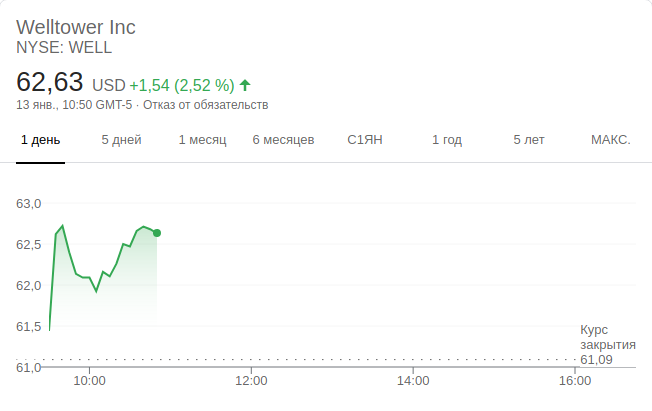 Welltower Inc
NYSE: WELL
62,63 USD +1,54 (2,52 %)
13 янв., 10:50 GMT-5 · Отказ от обязательств
1 день 5 дней 1 месяц 6 месяцев С1ЯН 1 год 5 лет МАКС.
63,0
62,5
62,0
61,5
Курс
закрытия
61,09
61,0
10:00 12:00 14:00 16:00